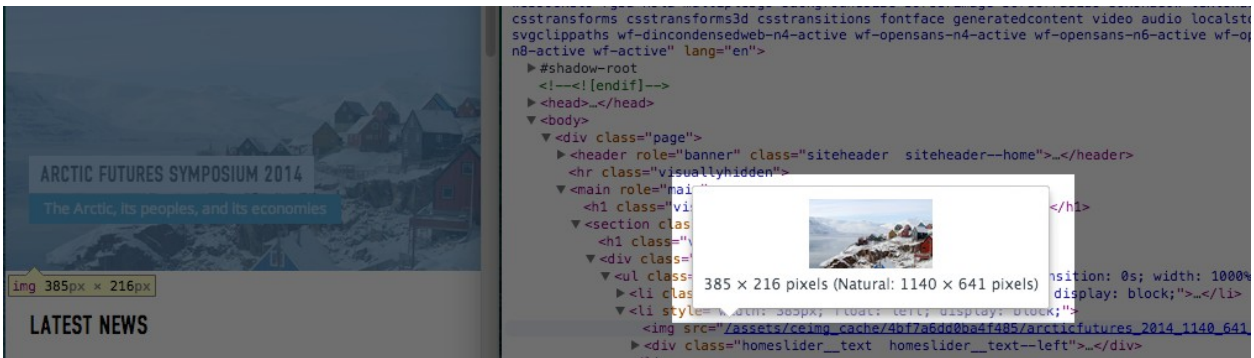 ARCTIC FUTURES SYMPOSIUM 2014
The Arctic, its peoples, and its economies
img 385px × 216px
LATEST NEWS
csstransforms csstransforms3d csstransitions fontface generatedcontent video audio
svgclippaths wf-dincondensedweb-n4-active wf-opensans-n4-active wf-opensans-n6-active
n8-active wf-active" lang="en">
▶#shadow-root
<!--<![endif]-->
▶<head>…</head>
▼<body>
▼<div class="page">
▶<header role="banner" class="siteheader siteheader--home">…</header>
<hr class="visuallyhidden">
▼<main role="mai
<h1 class="vi </h1>
▼<section clas
<h1 class="v
▼<div class=
▼<ul class= nsition: 0s; width: 1000%
▶<li clas display: block;">…</li>
385 × 216 pixels (Natural: 1140 × 641 pixels)
▼<li style="width: 385px; float: left; display: block;">
<img src="/assets/ceimg_cache/4bf7a6dd0ba4f485/arcticfutures_2014_1140_641_
▶<div class="homeslider__text homeslider__text--left">…</div>